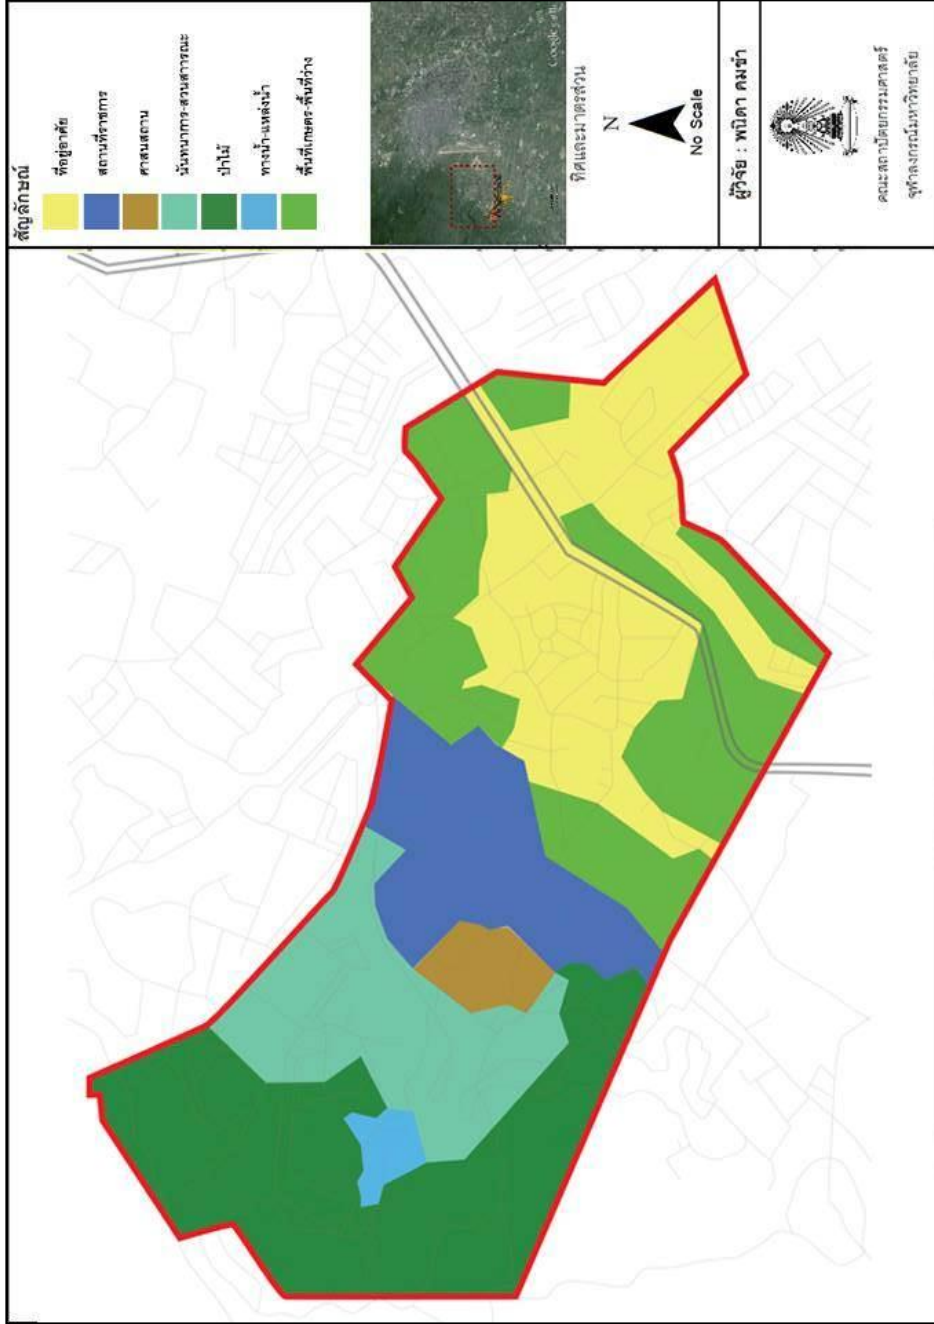 สัญลักษณ์
ที่อยู่อาศัย
สถานที่ราชการ
ศาสนสถาน
นันทนาการ-สวนสาารณะ
ป่าไม้
ทางน้ำ-แหล่งน้ำ
พื้นที่เกษตร-พื้นที่ว่าง
Google earth
ทิศและมาตรส่วน
N
No Scale
ผู้วิจัย : พนิดา คมขำ
คณะสถาปัตยกรรมศาสตร์
จุฬาลงกรณ์มหาวิทยาลัย